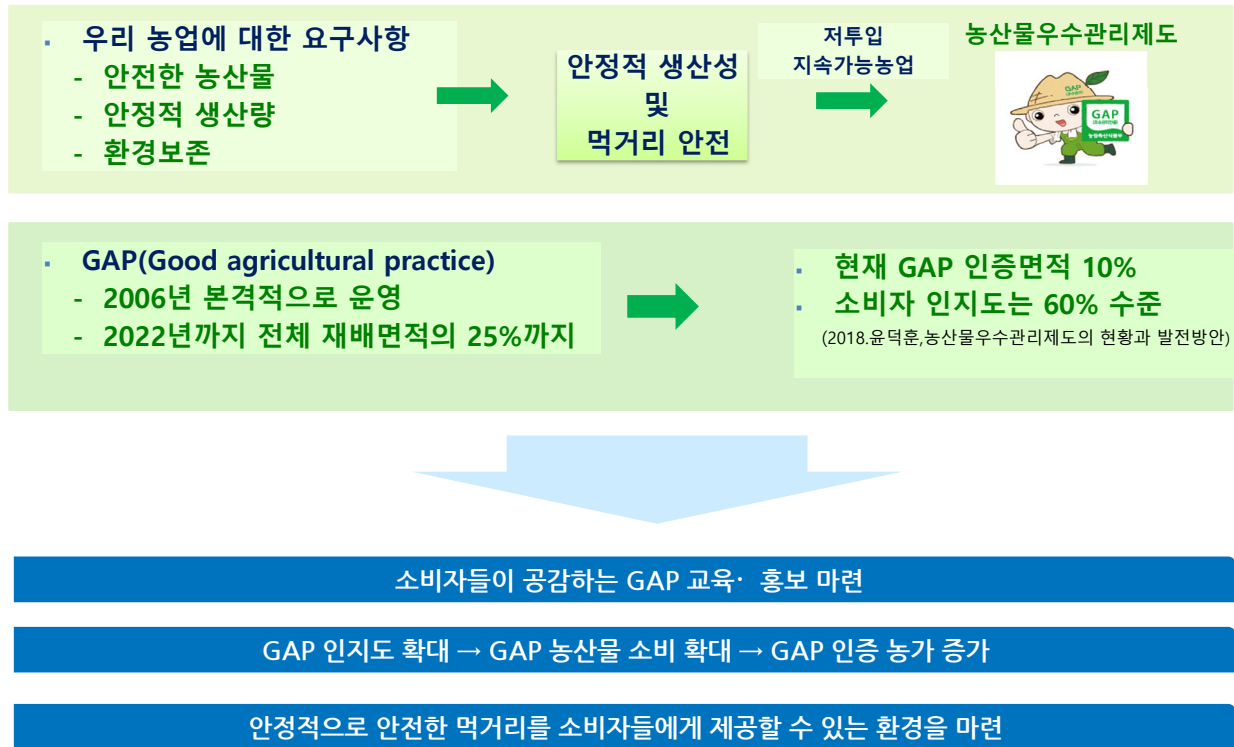 ▪ 우리 농업에 대한 요구사항
- 안전한 농산물
- 안정적 생산량
- 환경보존
안정적 생산성
및
먹거리 안전
저투입
지속가능농업
농산물우수관리제도
GAP
GAP
농림축산식품부
▪ GAP(Good agricultural practice)
- 2006년 본격적으로 운영
- 2022년까지 전체 재배면적의 25%까지
▪ 현재 GAP 인증면적 10%
▪ 소비자 인지도는 60% 수준
(2018.윤덕훈,농산물우수관리제도의 현황과 발전방안)
소비자들이 공감하는 GAP 교육· 홍보 마련
GAP 인지도 확대 → GAP 농산물 소비 확대 → GAP 인증 농가 증가
안정적으로 안전한 먹거리를 소비자들에게 제공할 수 있는 환경을 마련